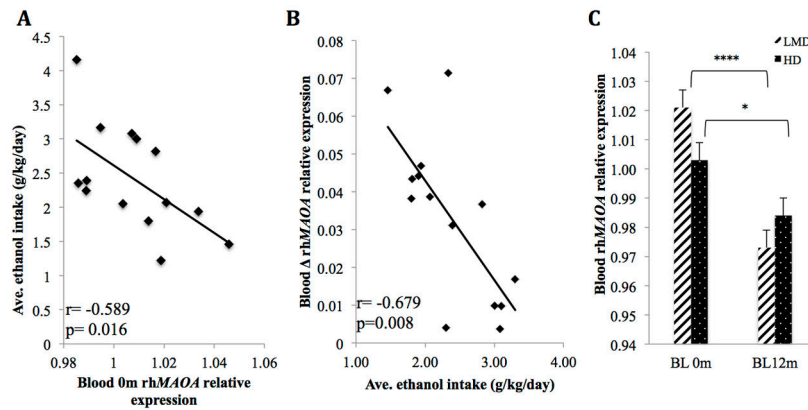 A
Ave. ethanol intake (g/kg/day)
4.5
4
3.5
3
2.5
2
1.5
1
0.5
0
r= -0.589
p= 0.016
0.98
1
1.02
1.04
1.06
Blood 0m rhMAOA relative
expression
B
Blood Δ rhMAOA relative expression
0.08
0.07
0.06
0.05
0.04
0.03
0.02
0.01
0
r= -0.679
p=0.008
1.00
2.00
3.00
4.00
Ave. ethanol intake (g/kg/day)
C
Blood rhMAOA relative expression
LMD
HD
1.04
1.03
1.02
1.01
1.00
0.99
0.98
0.97
0.96
0.95
0.94
****
*
BL 0m
BL12m